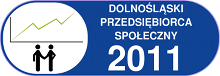 DOLNOŚLĄSKI
PRZEDSIĘBIORCA
SPOŁECZNY
2011